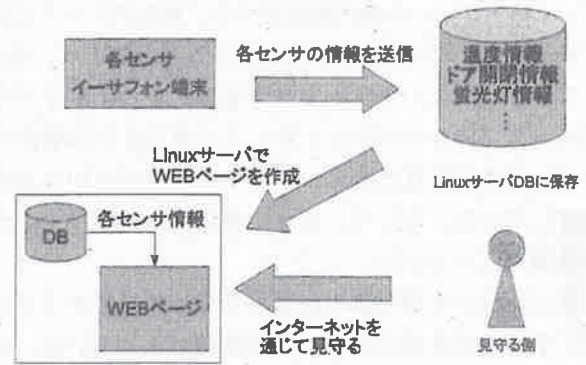 各センサ
イーサフォン端末
各センサの情報を送信
温度情報
ドア開閉情報
蛍光灯情報
⋮
LinuxサーバDBに保存
Linuxサーバで
WEBページを作成
DB
各センサ情報
WEBページ
インターネットを
通じて見守る
見守る側